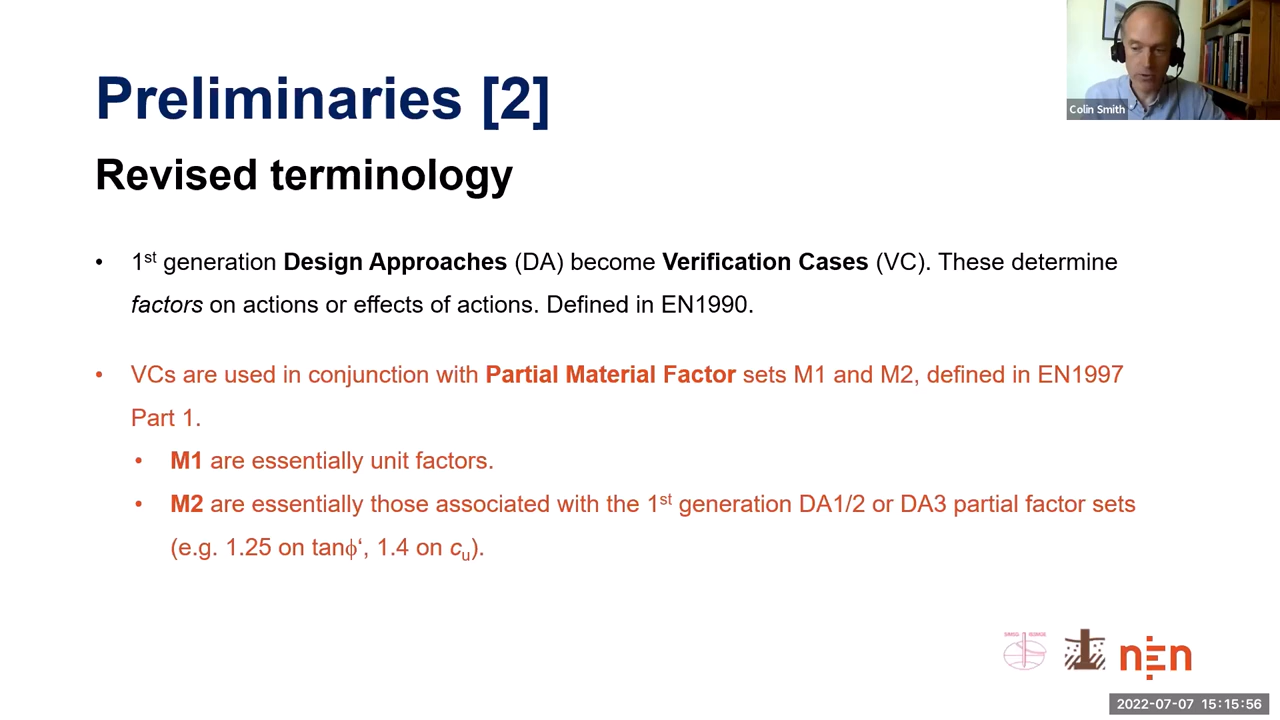 Preliminaries [2]
Colin Smith
Revised terminology
• 1st generation Design Approaches (DA) become Verification Cases (VC). These determine
factors on actions or effects of actions. Defined in EN1990.
• VCs are used in conjunction with Partial Material Factor sets M1 and M2, defined in EN1997
Part 1.
• M1 are essentially unit factors.
• M2 are essentially those associated with the 1st generation DA1/2 or DA3 partial factor sets
(e.g. 1.25 on tanϕ‘, 1.4 on cu).
nEn
2022-07-07 15:15:56